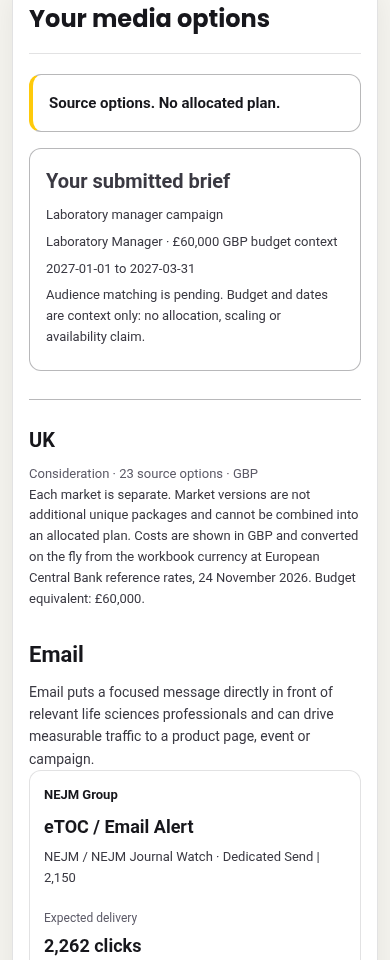 Your media options
Source options. No allocated plan.
Your submitted brief
Laboratory manager campaign
Laboratory Manager · £60,000 GBP budget context
2027-01-01 to 2027-03-31
Audience matching is pending. Budget and dates
are context only: no allocation, scaling or
availability claim.
UK
Consideration · 23 source options · GBP
Each market is separate. Market versions are not
additional unique packages and cannot be combined into
an allocated plan. Costs are shown in GBP and converted
on the fly from the workbook currency at European
Central Bank reference rates, 24 November 2026. Budget
equivalent: £60,000.
Email
Email puts a focused message directly in front of
relevant life sciences professionals and can drive
measurable traffic to a product page, event or
campaign.
NEJM Group
eTOC / Email Alert
NEJM / NEJM Journal Watch · Dedicated Send |
2,150
Expected delivery
2,262 clicks